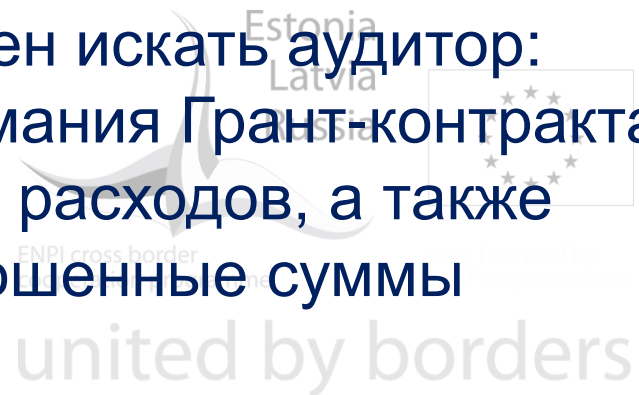 Estonia
ен искать аудитор:
Latvia
мания Грант-контракта
Russia
расходов, а также
ENPI cross border
ошенные суммы
united by borders